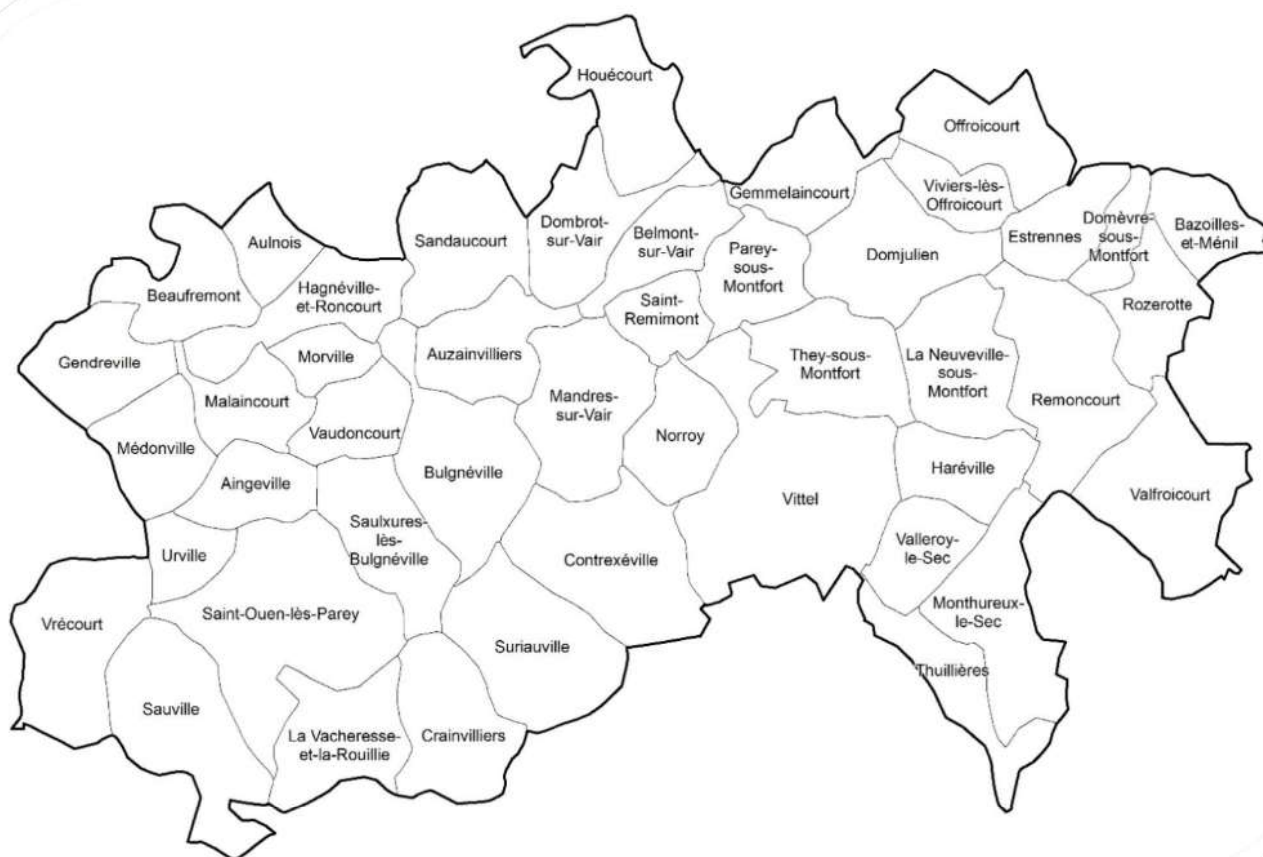 Houécourt
Offroicourt
Gemmelaincourt
Viviers-lès-
Offroicourt
Aulnois
Sandaucourt
Dombrot-
sur-Vair
Belmont-
sur-Vair
Parey-
sous-
Montfort
Domjulien
Estrennes
Domèvre-
sous-
Montfort
Bazoilles-
et-Ménil
Beaufremont
Hagnéville-
et-Roncourt
Saint-
Remimont
Rozerotte
Gendreville
Morville
Auzainvilliers
They-sous-
Montfort
La Neuveville-
sous-
Montfort
Malaincourt
Mandres-
sur-Vair
Remoncourt
Médonville
Vaudoncourt
Norroy
Aingeville
Bulgnéville
Haréville
Vittel
Valfroicourt
Urville
Saulxures-
lès-
Bulgnéville
Contrexéville
Valleroy-
le-Sec
Vrécourt
Saint-Ouen-lès-Parey
Monthureux-
le-Sec
Suriauville
Thuillières
Sauville
La Vacheresse-
et-la-Rouillie
Crainvilliers